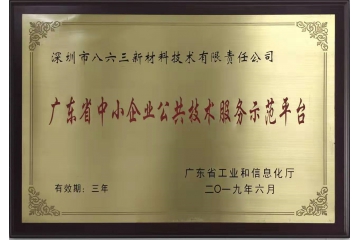 深圳市八六三新材料技术有限责任公司
广东省中小企业公共技术服务示范平台
广东省工业和信息化厅
有效期：三年
二〇一九年六月